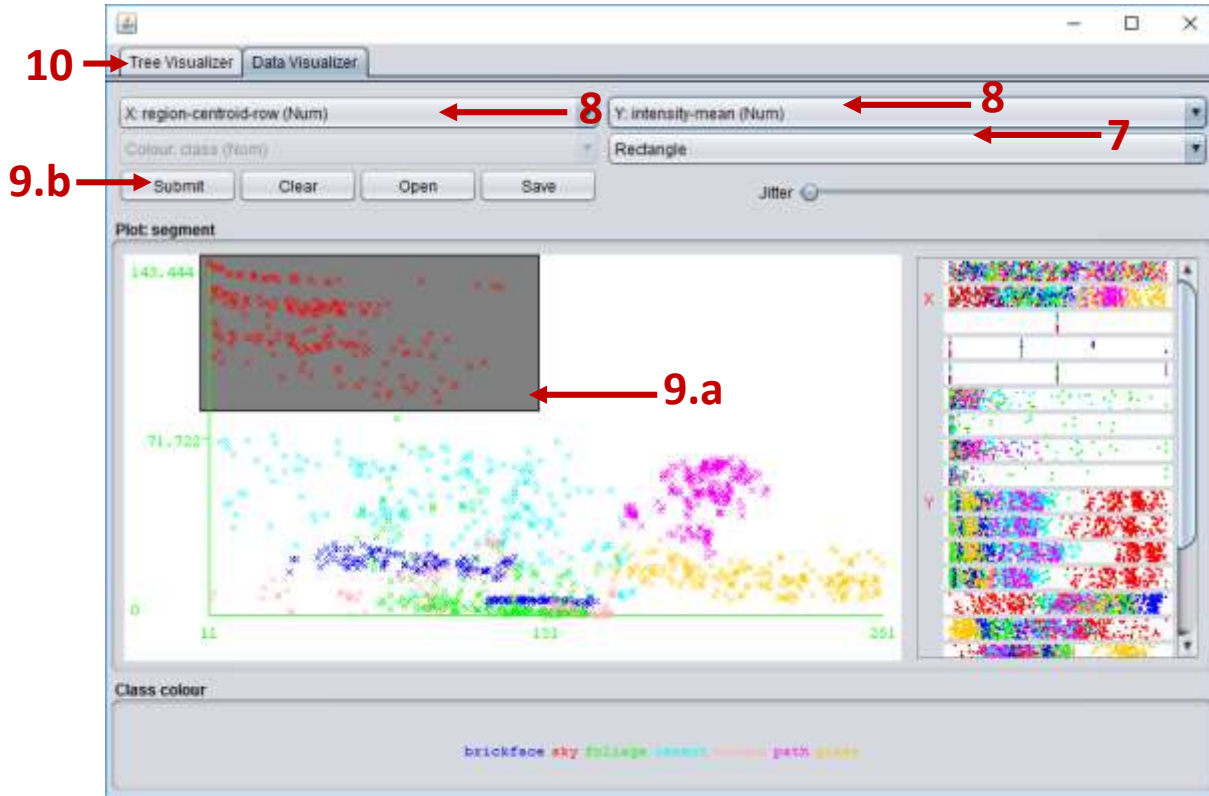 10
Tree Visualizer Data Visualizer
X: region-centroid-row (Num) 8 Y: intensity-mean (Num) 8
Colour: class (Nom) Rectangle 7
9.b Submit Clear Open Save Jitter
Plot: segment
143.444
X
9.a
71.722
Y
0
11 131 251
Class colour
brickface sky foliage cement window path grass